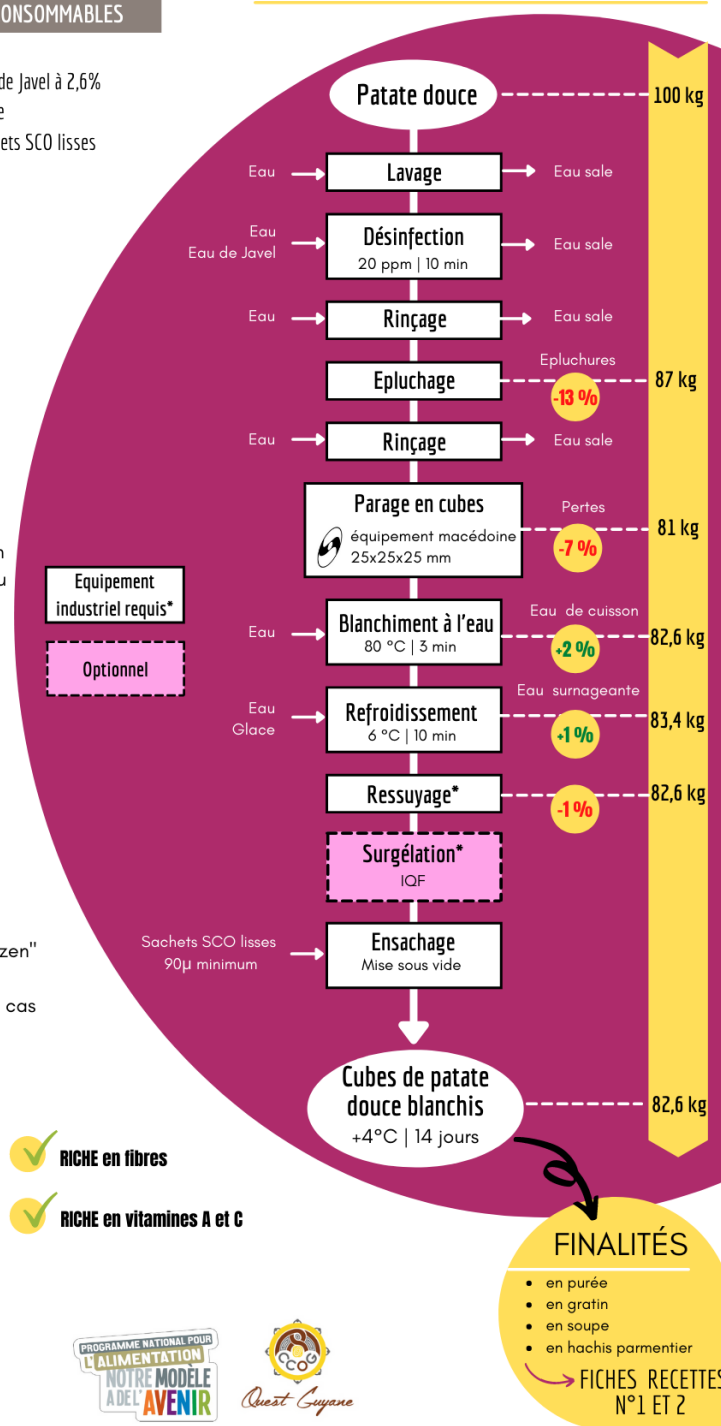 ONSOMMABLES
de Javel à 2,6%
e
ets SCO lisses
Patate douce
100 kg
Eau
Lavage
Eau sale
Eau
Eau de Javel
Désinfection
20 ppm | 10 min
Eau sale
Eau
Rinçage
Eau sale
Epluchage
Epluchures
-13 %
87 kg
Eau
Rinçage
Eau sale
Parage en cubes
équipement macédoine
25x25x25 mm
Pertes
-7 %
81 kg
n
u
Equipement
industriel requis*
Optionnel
Eau
Blanchiment à l'eau
80 °C | 3 min
Eau de cuisson
+2 %
82,6 kg
Eau
Glace
Refroidissement
6 °C | 10 min
Eau surnageante
+1 %
83,4 kg
Ressuyage*
-1 %
82,6 kg
Surgélation*
IQF
Sachets SCO lisses
90µ minimum
Ensachage
Mise sous vide
zen"
cas
Cubes de patate
douce blanchis
+4°C | 14 jours
82,6 kg
RICHE en fibres
RICHE en vitamines A et C
FINALITÉS
• en purée
• en gratin
• en soupe
• en hachis parmentier
FICHES RECETTES
N°1 ET 2
PROGRAMME NATIONAL POUR
L'ALIMENTATION
NOTRE MODÈLE
A DE L'AVENIR
CCOG
Ouest Guyane